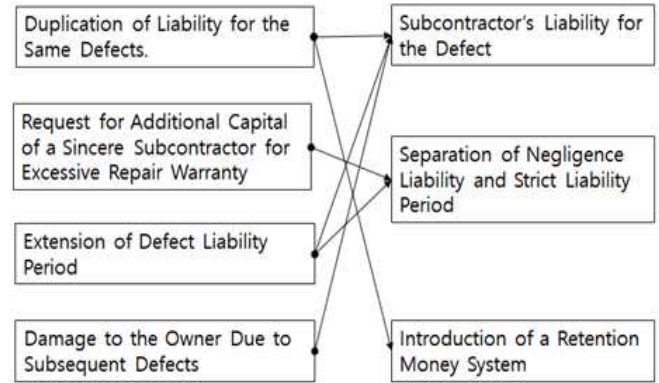 Duplication of Liability for the
Same Defects.
Request for Additional Capital
of a Sincere Subcontractor for
Excessive Repair Warranty
Extension of Defect Liability
Period
Damage to the Owner Due to
Subsequent Defects
Subcontractor's Liability for
the Defect
Separation of Negligence
Liability and Strict Liability
Period
Introduction of a Retention
Money System